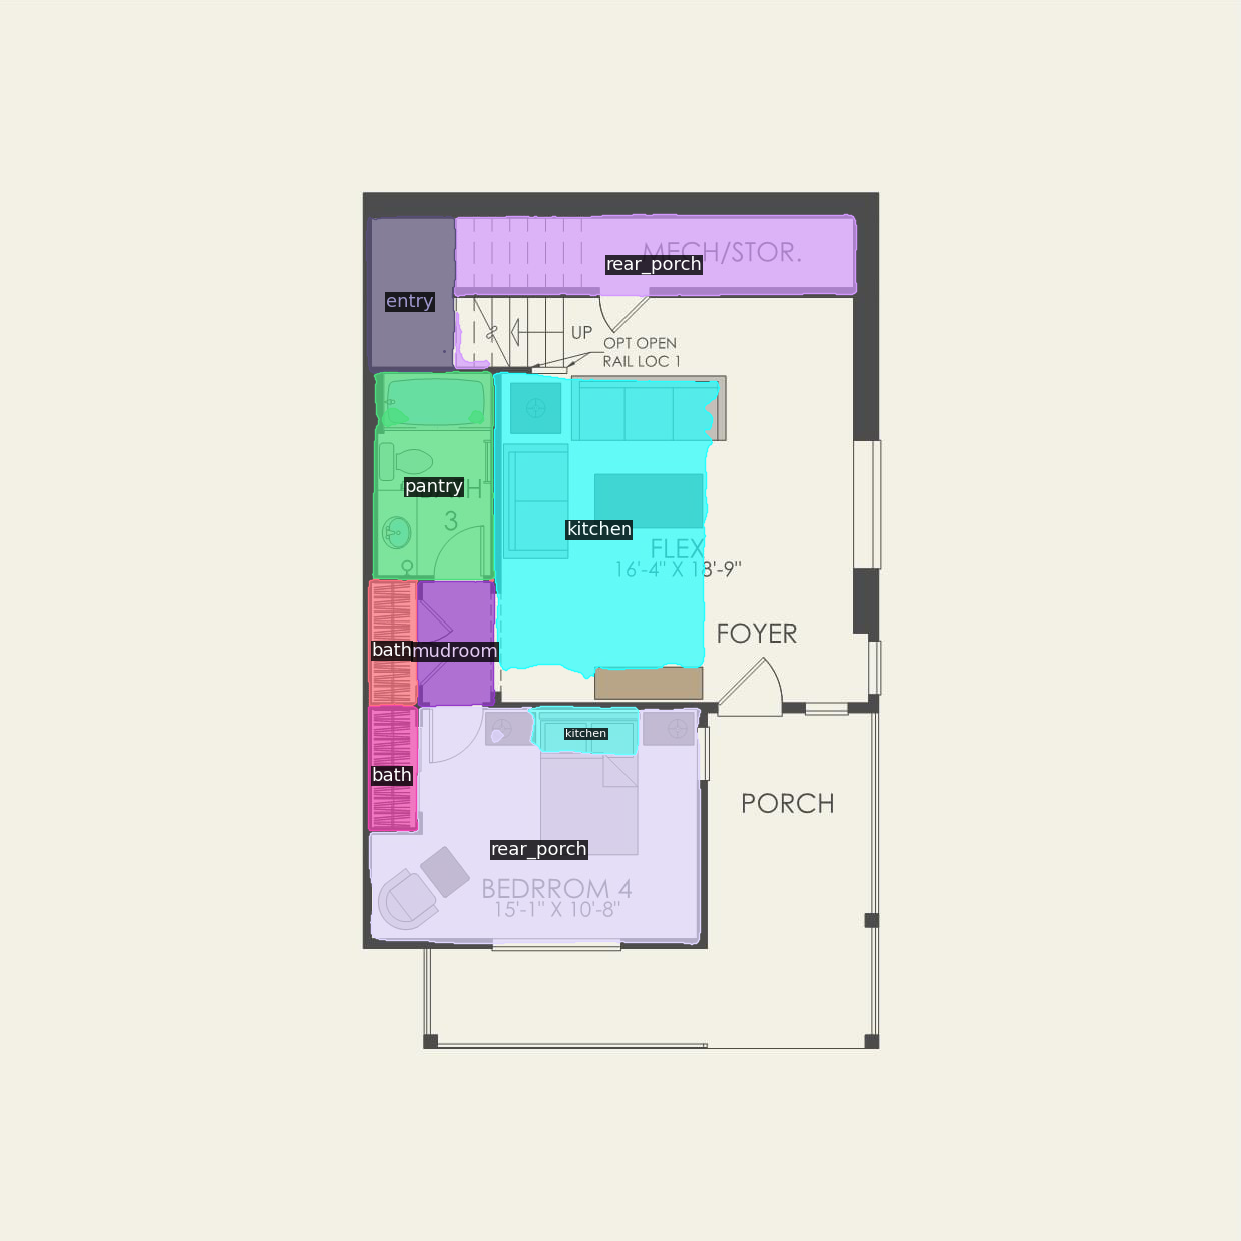 MECH/STOR.
rear_porch
entry
UP
OPT OPEN
RAIL LOC 1
pantry
H
3
kitchen
FLEX
16'-4" X 13'-9"
FOYER
bath
mudroom
kitchen
bath
PORCH
rear_porch
BEDRROM 4
15'-1" X 10'-8"